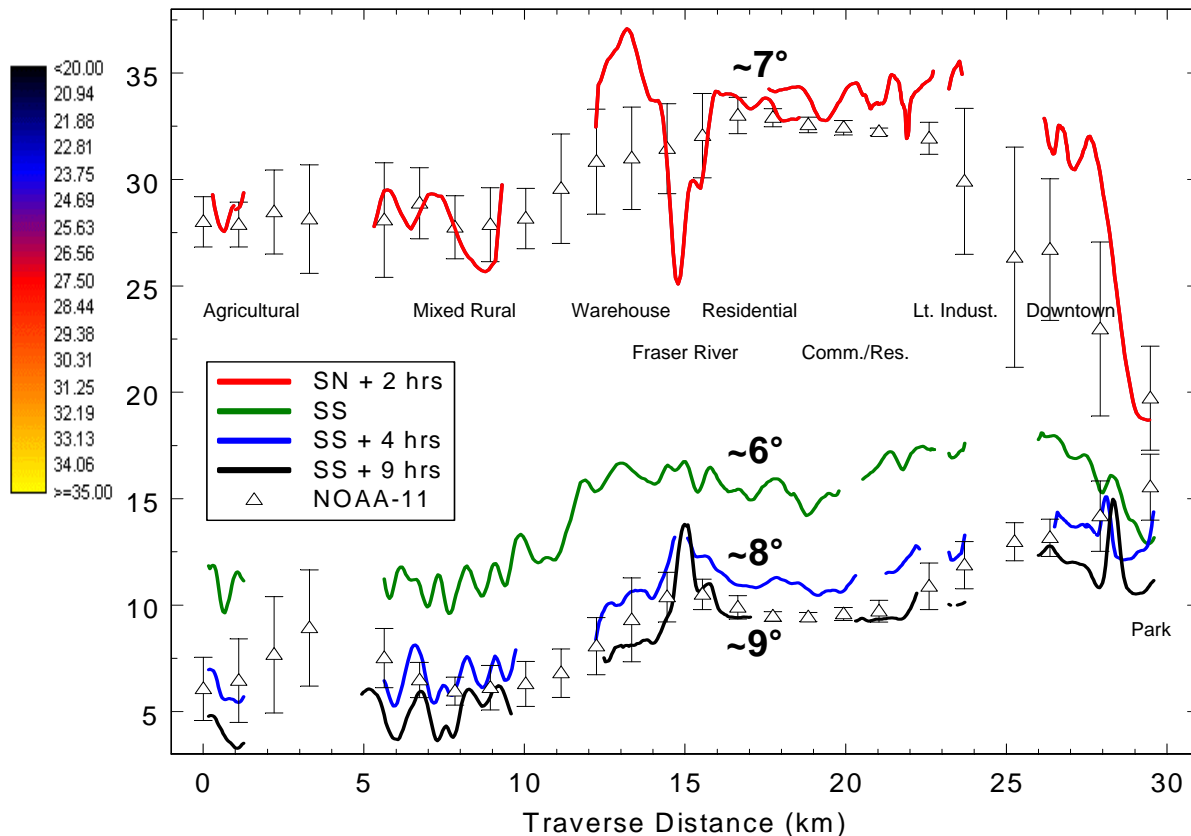 <20.00
20.94
21.88
22.81
23.75
24.69
25.63
26.56
27.50
28.44
29.38
30.31
31.25
32.19
33.13
34.06
>=35.00
35
30
25
20
15
10
5
~7°
Agricultural
Mixed Rural
Warehouse
Residential
Lt. Indust.
Downtown
Fraser River
Comm./Res.
SN + 2 hrs
SS
SS + 4 hrs
SS + 9 hrs
NOAA-11
~6°
~8°
~9°
Park
0 5 10 15 20 25 30
Traverse Distance (km)